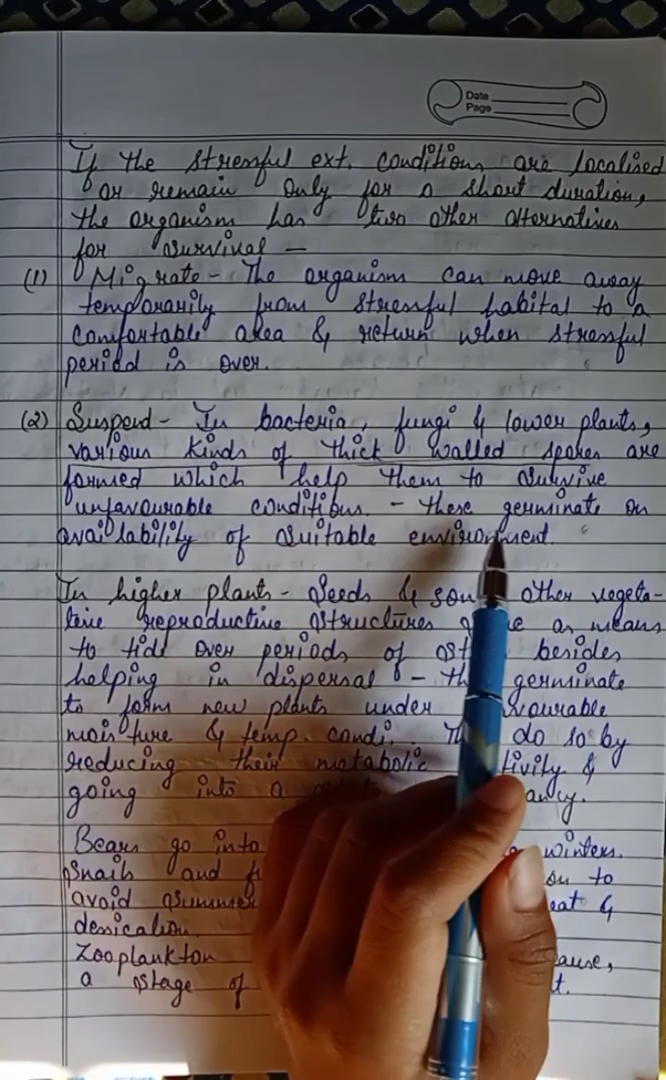 Date
Page
If the stressful ext. conditions are localised
or remain only for a short duration,
the organism has two other alternatives
for survival —
(1) Migrate - The organism can move away
temporarily from stressful habital to a
comfortable area & return when stressful
period is over.
(2) Suspend - In bacteria, fungi & lower plants,
various kinds of thick walled spores are
formed which help them to survive
unfavourable conditions. - these germinate on
availability of suitable environment.
In higher plants - Seeds & some other vegeta-
tive reproductive structures as means
to tide over periods of besides
helping in dispersal - germinate
to form new plants under
moisture & temp. condi. do so by
reducing their metabolic &
going into a
Bears go into winters.
Snails and to
avoid summer &
desication.
Zooplankton
a stage of